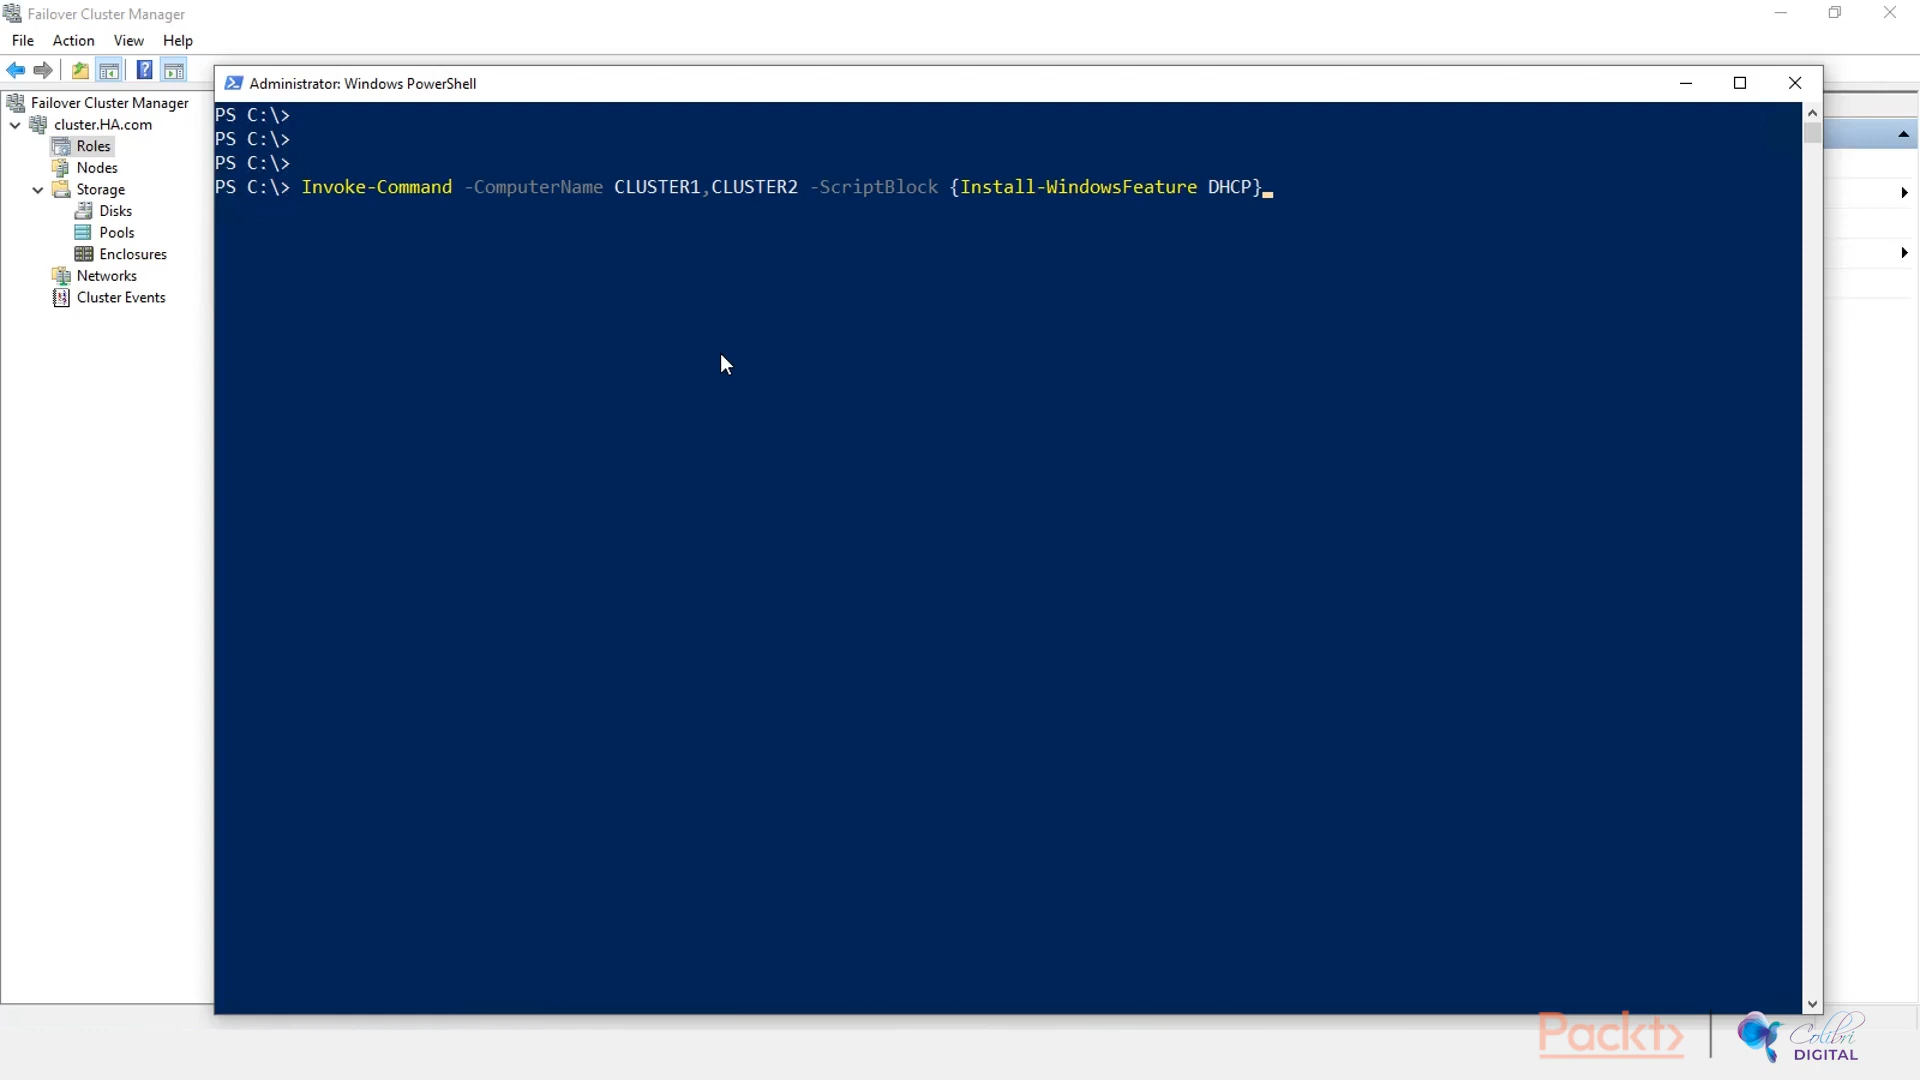 Failover Cluster Manager
File Action View Help
Administrator: Windows PowerShell
Failover Cluster Manager
cluster.HA.com
Roles
Nodes
Storage
Disks
Pools
Enclosures
Networks
Cluster Events
PS C:\>
PS C:\>
PS C:\>
PS C:\> Invoke-Command -ComputerName CLUSTER1,CLUSTER2 -ScriptBlock {Install-WindowsFeature DHCP}
Packt>
Colibri
DIGITAL